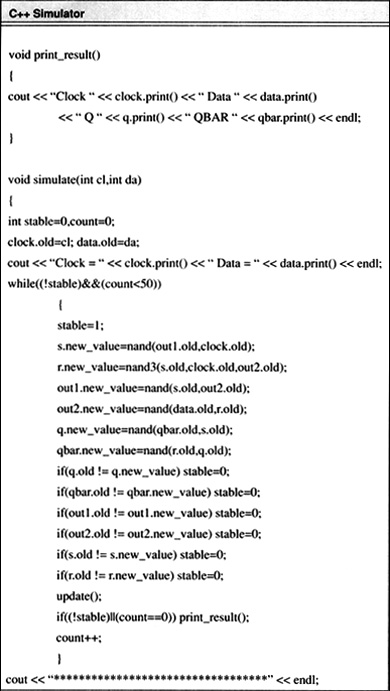 C++ Simulator
void print_result()
{
cout << "Clock " << clock.print() << " Data " << data.print()
<< " Q " << q.print() << " QBAR " << qbar.print() << endl;
}
void simulate(int cl,int da)
{
int stable=0,count=0;
clock.old=cl; data.old=da;
cout << "Clock = " << clock.print() << " Data = " << data.print() << endl;
while((!stable)&&(count<50))
{
stable=1;
s.new_value=nand(out1.old,clock.old);
r.new_value=nand3(s.old,clock.old,out2.old);
out1.new_value=nand(s.old,out2.old);
out2.new_value=nand(data.old,r.old);
q.new_value=nand(qbar.old,s.old);
qbar.new_value=nand(r.old,q.old);
if(q.old != q.new_value) stable=0;
if(qbar.old != qbar.new_value) stable=0;
if(out1.old != out1.new_value) stable=0;
if(out2.old != out2.new_value) stable=0;
if(s.old != s.new_value) stable=0;
if(r.old != r.new_value) stable=0;
update();
if((!stable)||(count==0)) print_result();
count++;
}
cout << "**********************************" << endl;